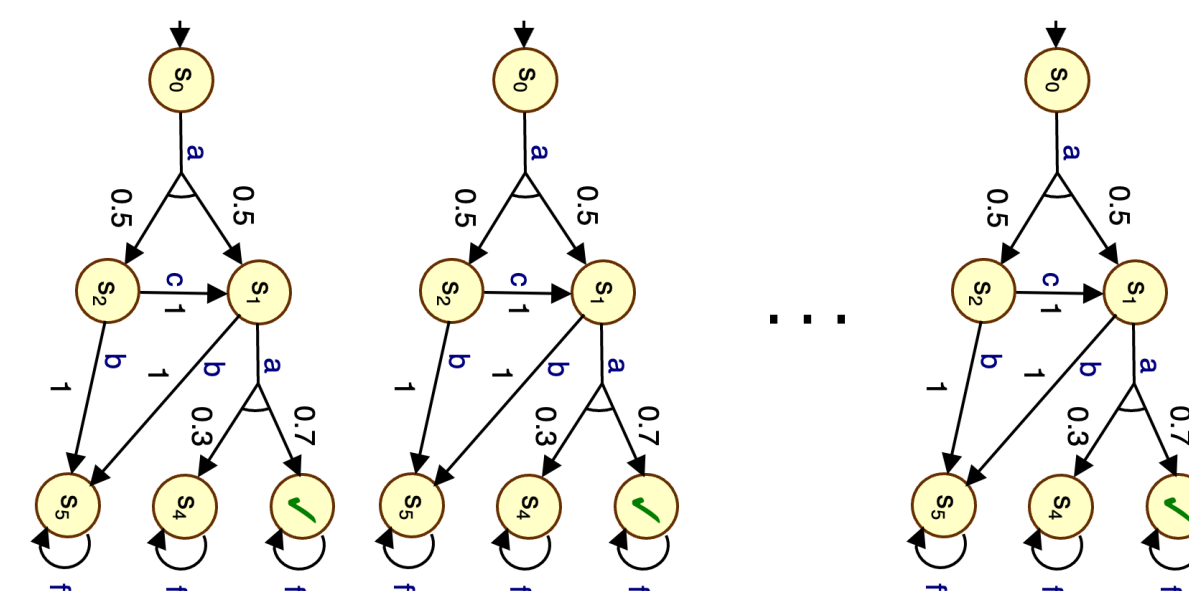 s0 s0 s0
a a a
0.5 0.5 0.5 0.5 0.5 0.5
s2 c 1 s1 s2 c 1 s1 . . . s2 c 1 s1
1 b 1 b a 1 b 1 b a 1 b 1 b a
0.3 0.7 0.3 0.7 0.3 0.7
s5 s4 ✓ s5 s4 ✓ s5 s4 ✓
f f f f f f f f f